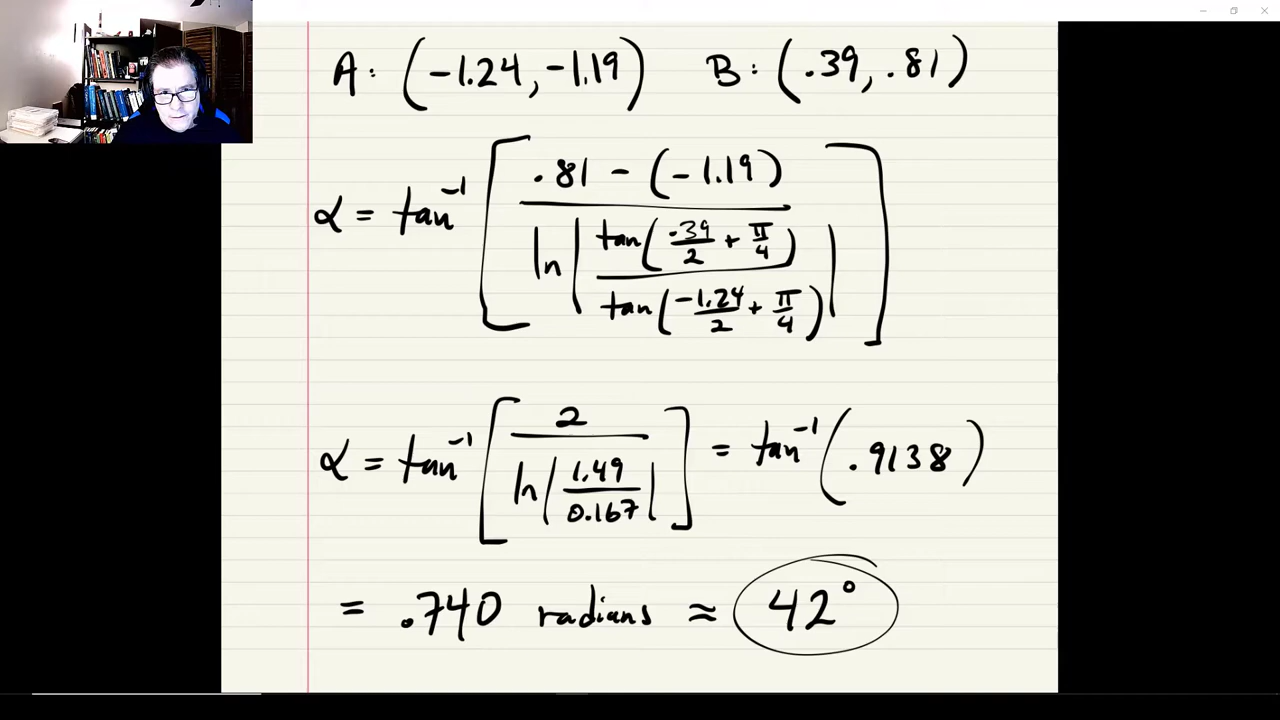 A: (-1.24, -1.19) B: (.39, .81)
α = tan⁻¹ [ .81 - (-1.19)
ln | tan( .39/2 + π/4 )
tan( -1.24/2 + π/4 ) | ]
α = tan⁻¹ [ 2
ln | 1.49/0.167 | ] = tan⁻¹ ( .9138 )
= .740 radians ≈ 42°